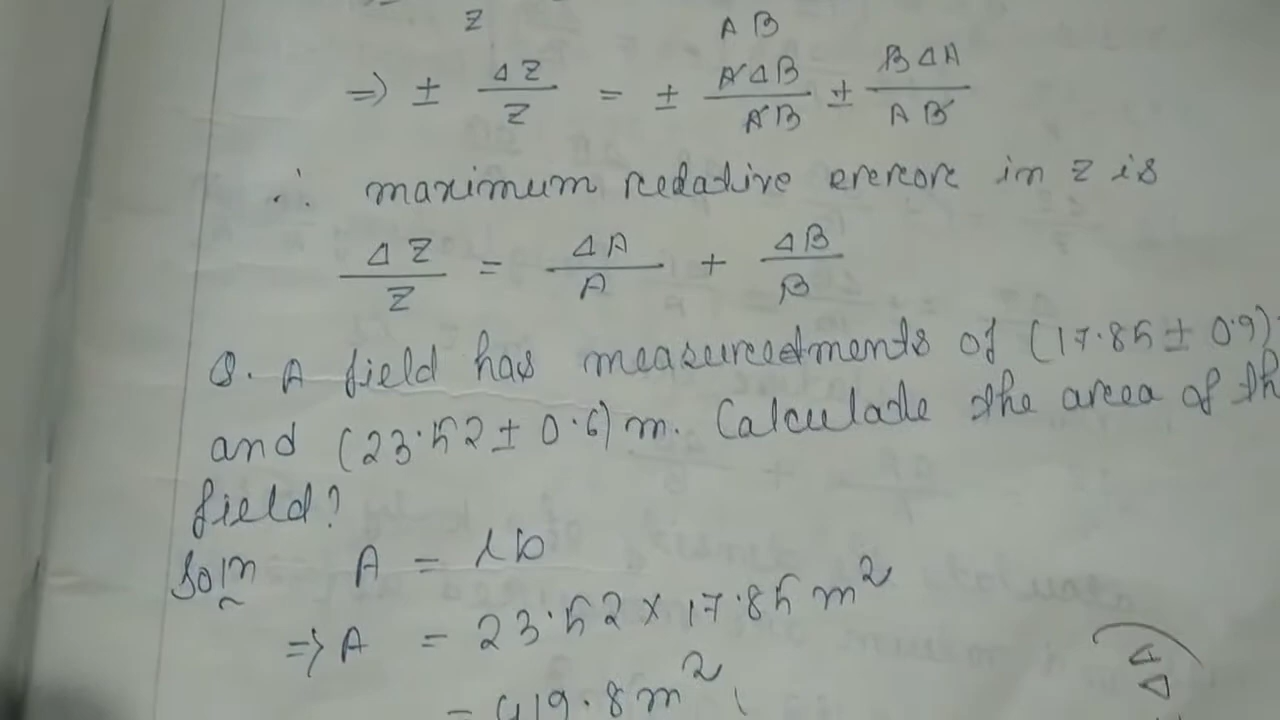 Z
A B
⇒ ± ΔZ/Z = ± AΔB/AB ± BΔA/AB
∴ maximum relative error in z is
ΔZ/Z = ΔA/A + ΔB/B
Q. A field has measurements of (17.85 ± 0.9)
and (23.52 ± 0.6) m. Calculate the area of th
field?
Soln A = lb
⇒ A = 23.52 × 17.85 m²
= 419.8 m² (
ΔA